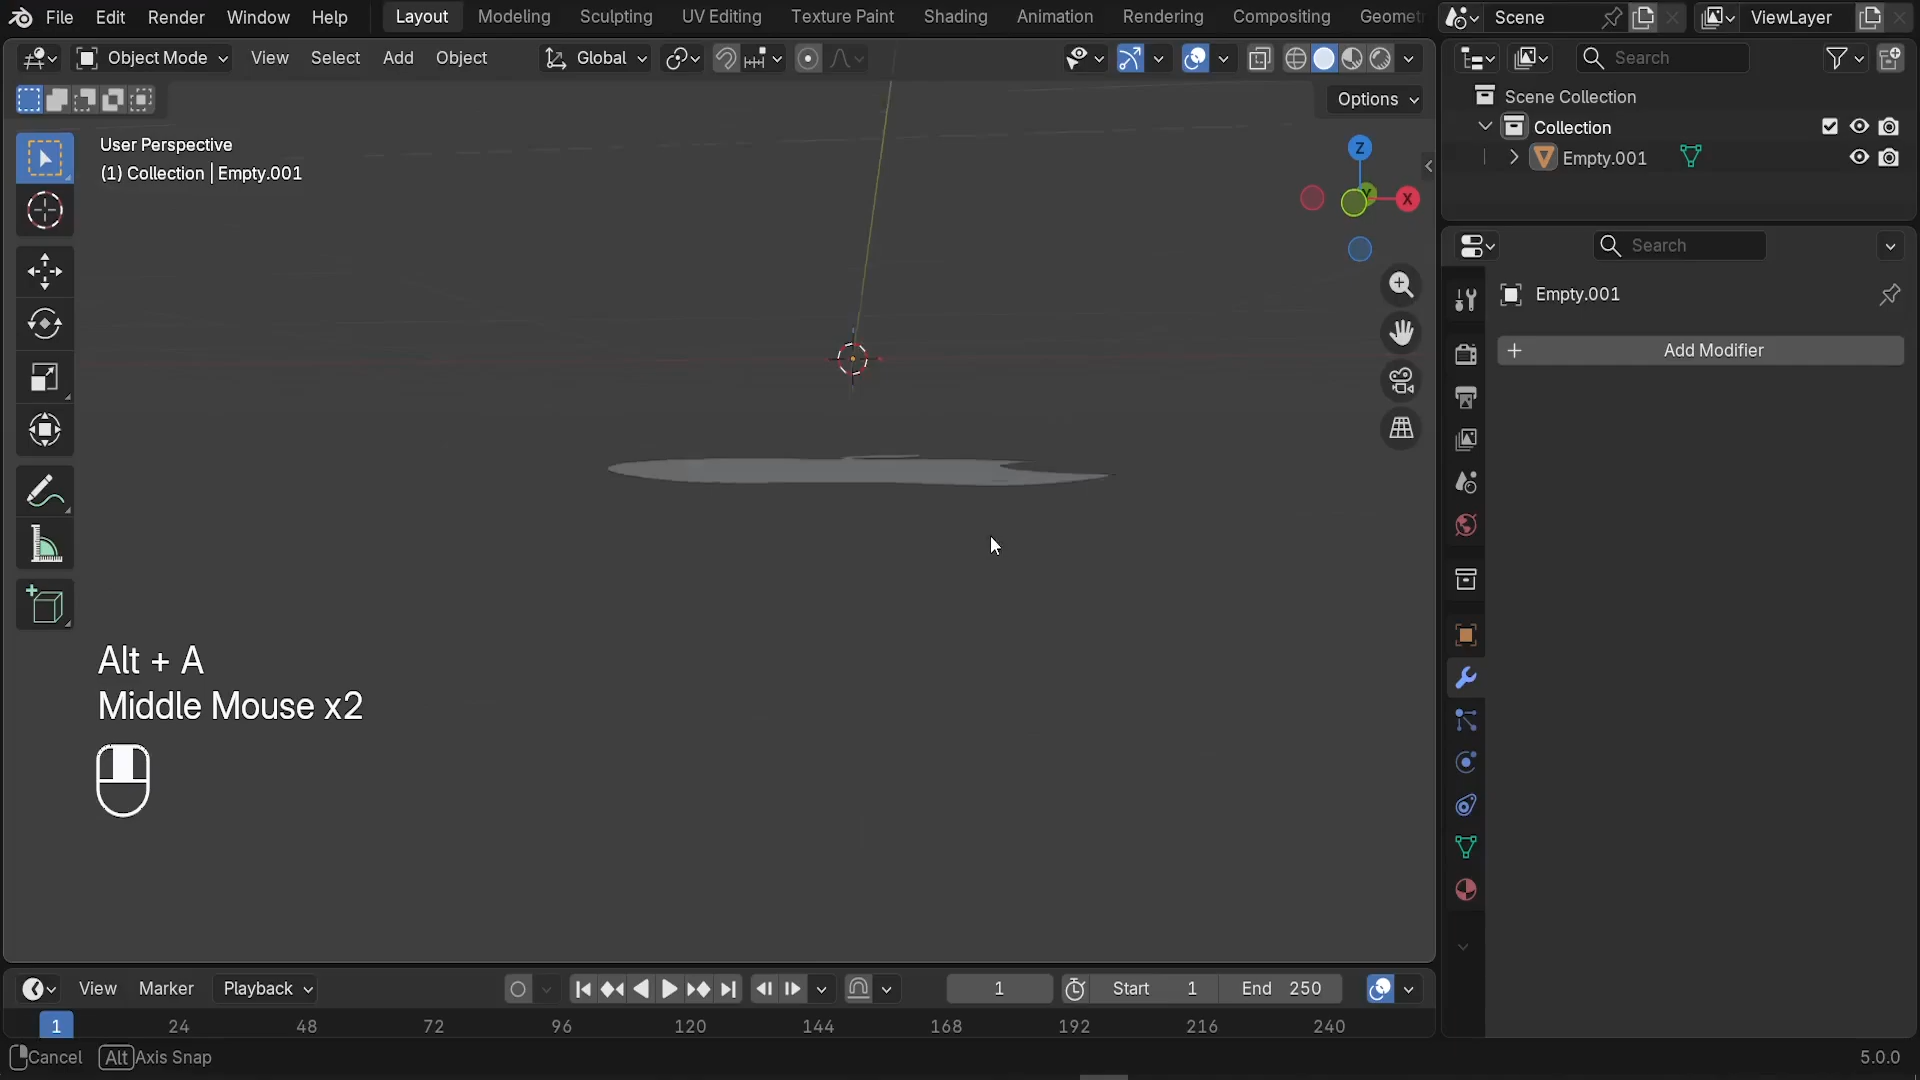 File Edit Render Window Help Layout Modeling Sculpting UV Editing Texture Paint Shading Animation Rendering Compositing Geomet Scene ViewLayer
Object Mode View Select Add Object Global Search
Options
Scene Collection
Collection
Empty.001
User Perspective
(1) Collection | Empty.001
Z
Y
X
Search
Empty.001
Add Modifier
Alt + A
Middle Mouse x2
View Marker Playback 1 Start 1 End 250
1 24 48 72 96 120 144 168 192 216 240
Cancel Alt Axis Snap 5.0.0